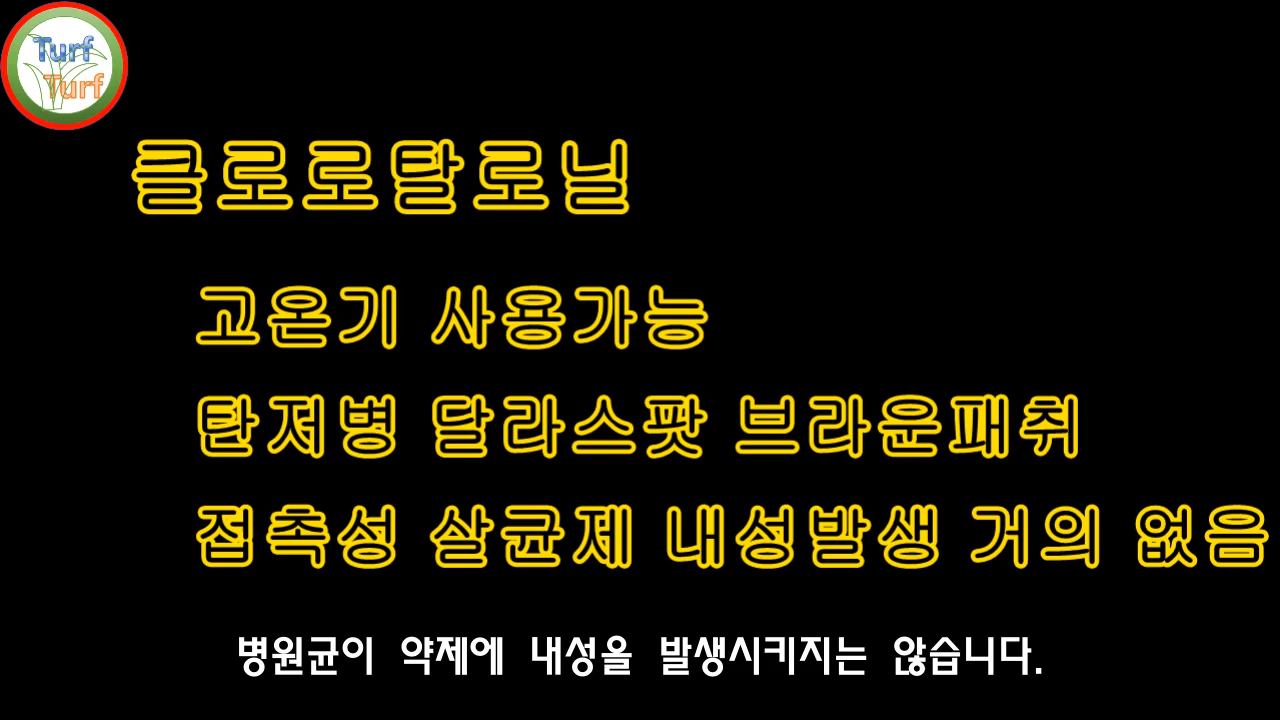 Turf
Turf
클로로탈로닐
고온기 사용가능
탄저병 달라스팟 브라운패취
접촉성 살균제 내성발생 거의 없음
병원균이 약제에 내성을 발생시키지는 않습니다.